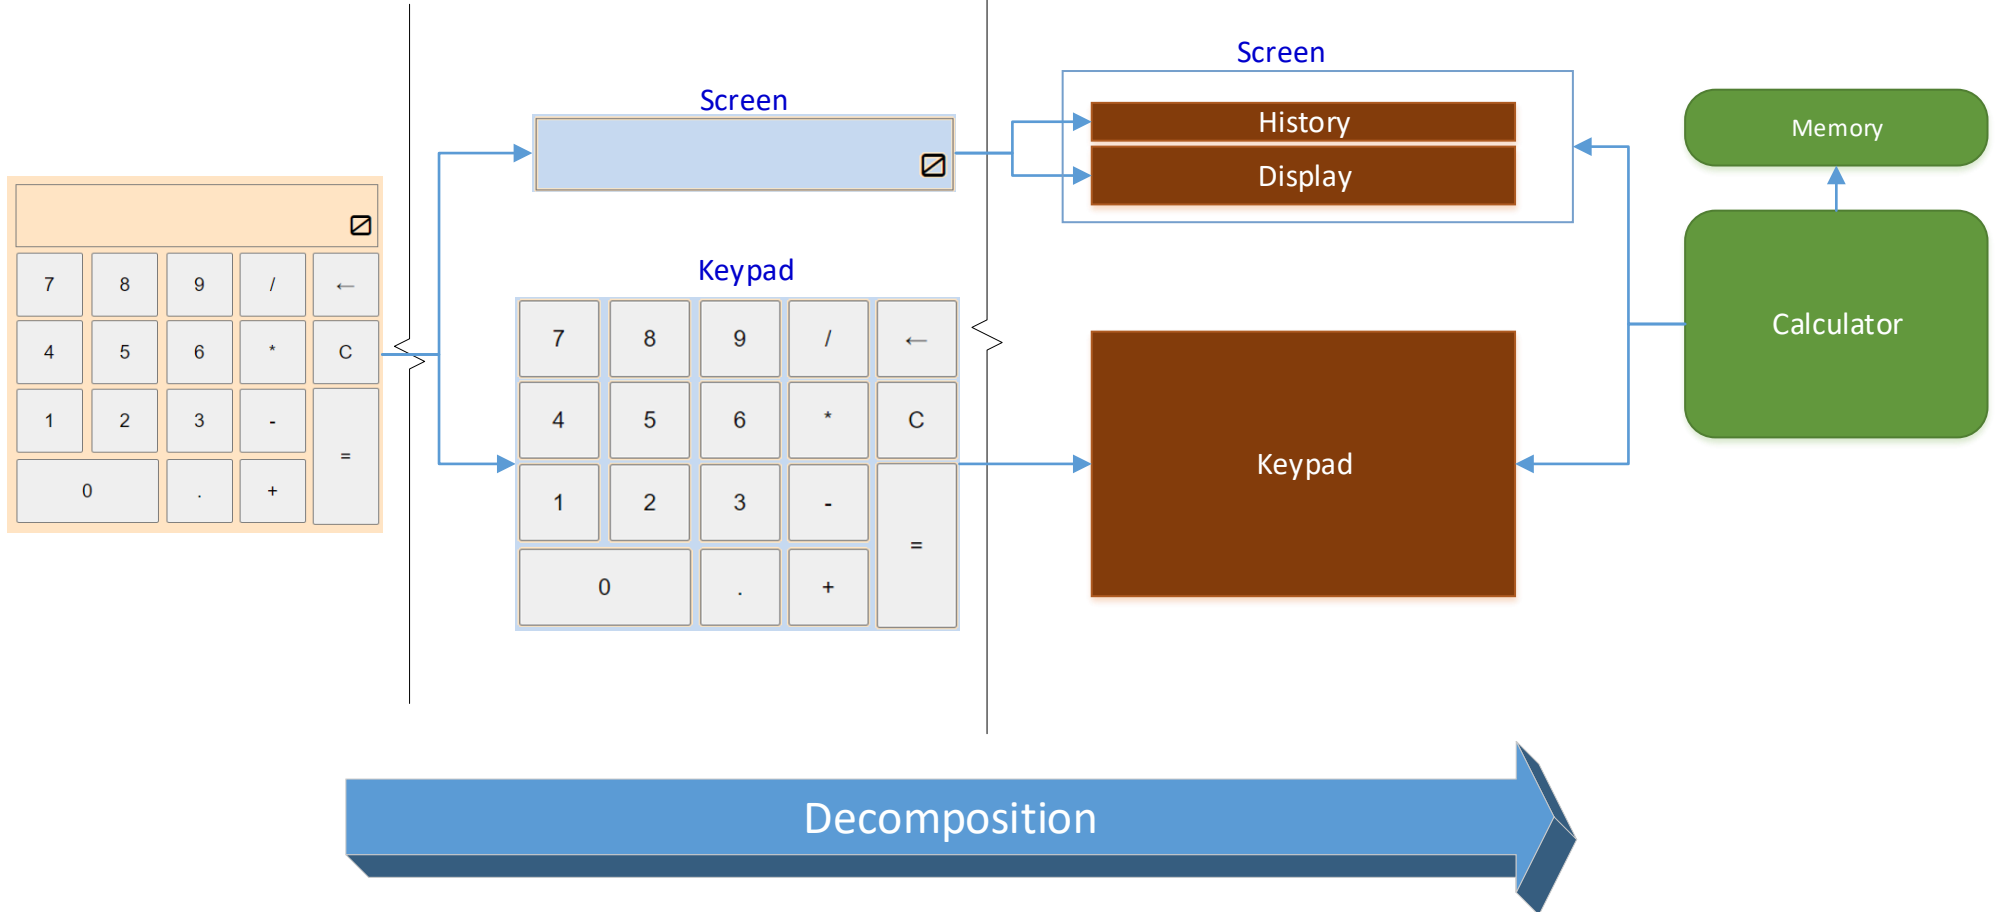 7 8 9 / ←
4 5 6 * C
1 2 3 -
=
0 . +
Screen
Keypad
7 8 9 / ←
4 5 6 * C
1 2 3 -
=
0 . +
Screen
History
Display
Keypad
Memory
Calculator
Decomposition